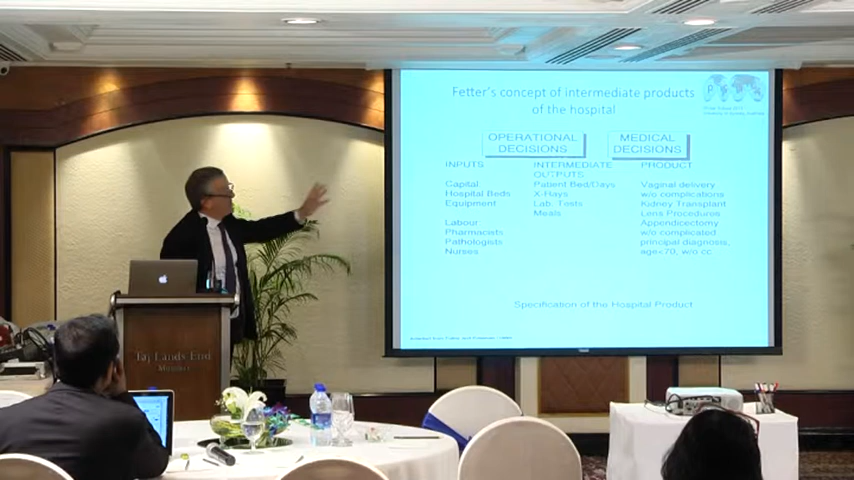 Fetter's concept of intermediate products
of the hospital
OPERATIONAL
DECISIONS
MEDICAL
DECISIONS
INPUTS
Capital
Hospital Beds
Equipment
Labour
Pharmacists
Pathologists
Nurses
INTERMEDIATE
OUTPUTS
Patient Bed/Days
X-Rays
Lab. Tests
Meals
PRODUCT
Vaginal delivery
w/o complications
Kidney Transplant
Lens Procedures
Appendicectomy
w/o complicated
principal diagnosis,
age<70, w/o cc
Specification of the Hospital Product
Taj Lands End